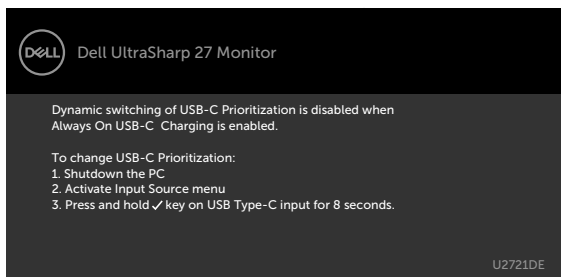 DELL
Dell UltraSharp 27 Monitor
Dynamic switching of USB-C Prioritization is disabled when
Always On USB-C Charging is enabled.
To change USB-C Prioritization:
1. Shutdown the PC
2. Activate Input Source menu
3. Press and hold ✓ key on USB Type-C input for 8 seconds.
U2721DE